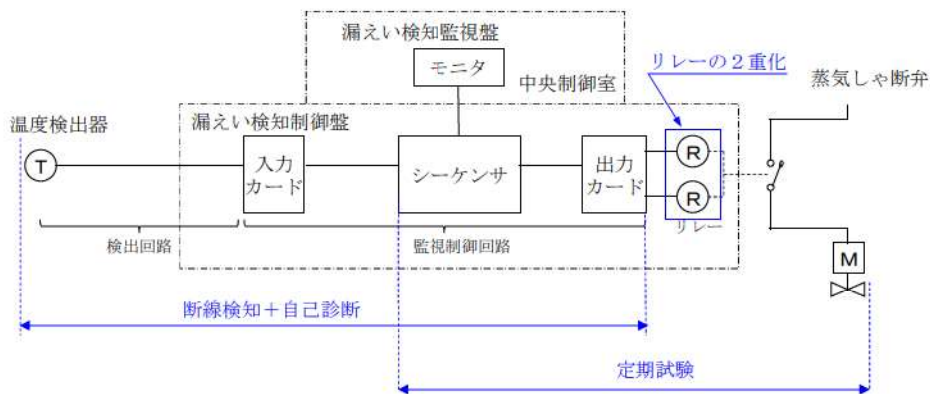 漏えい検知監視盤
モニタ
中央制御室
リレーの２重化
蒸気しゃ断弁
温度検出器
漏えい検知制御盤
T
入力
カード
シーケンサ
出力
カード
R
R
リレー
検出回路
監視制御回路
M
断線検知＋自己診断
定期試験